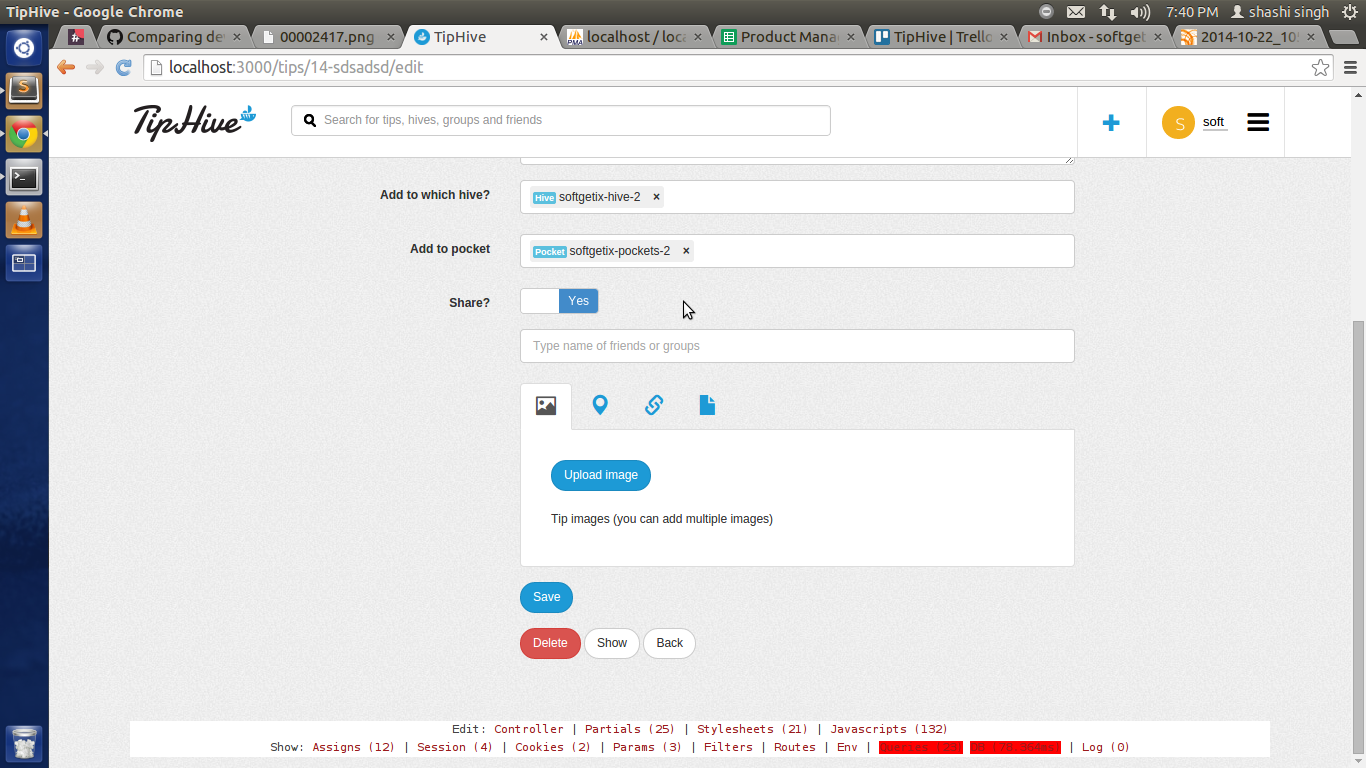 TipHive - Google Chrome
7:40 PM shashi singh
# Comparing de 00002417.png TipHive localhost / loca Product Mana TipHive | Trello Inbox - softget 2014-10-22_10
localhost:3000/tips/14-sdsadsd/edit
TipHive Search for tips, hives, groups and friends + S soft
Add to which hive? Hive softgetix-hive-2 ×
Add to pocket Pocket softgetix-pockets-2 ×
Share? Yes
Type name of friends or groups
Upload image
Tip images (you can add multiple images)
Save
Delete Show Back
Edit: Controller | Partials (25) | Stylesheets (21) | Javascripts (132)
Show: Assigns (12) | Session (4) | Cookies (2) | Params (3) | Filters | Routes | Env | Queries | Log (0)